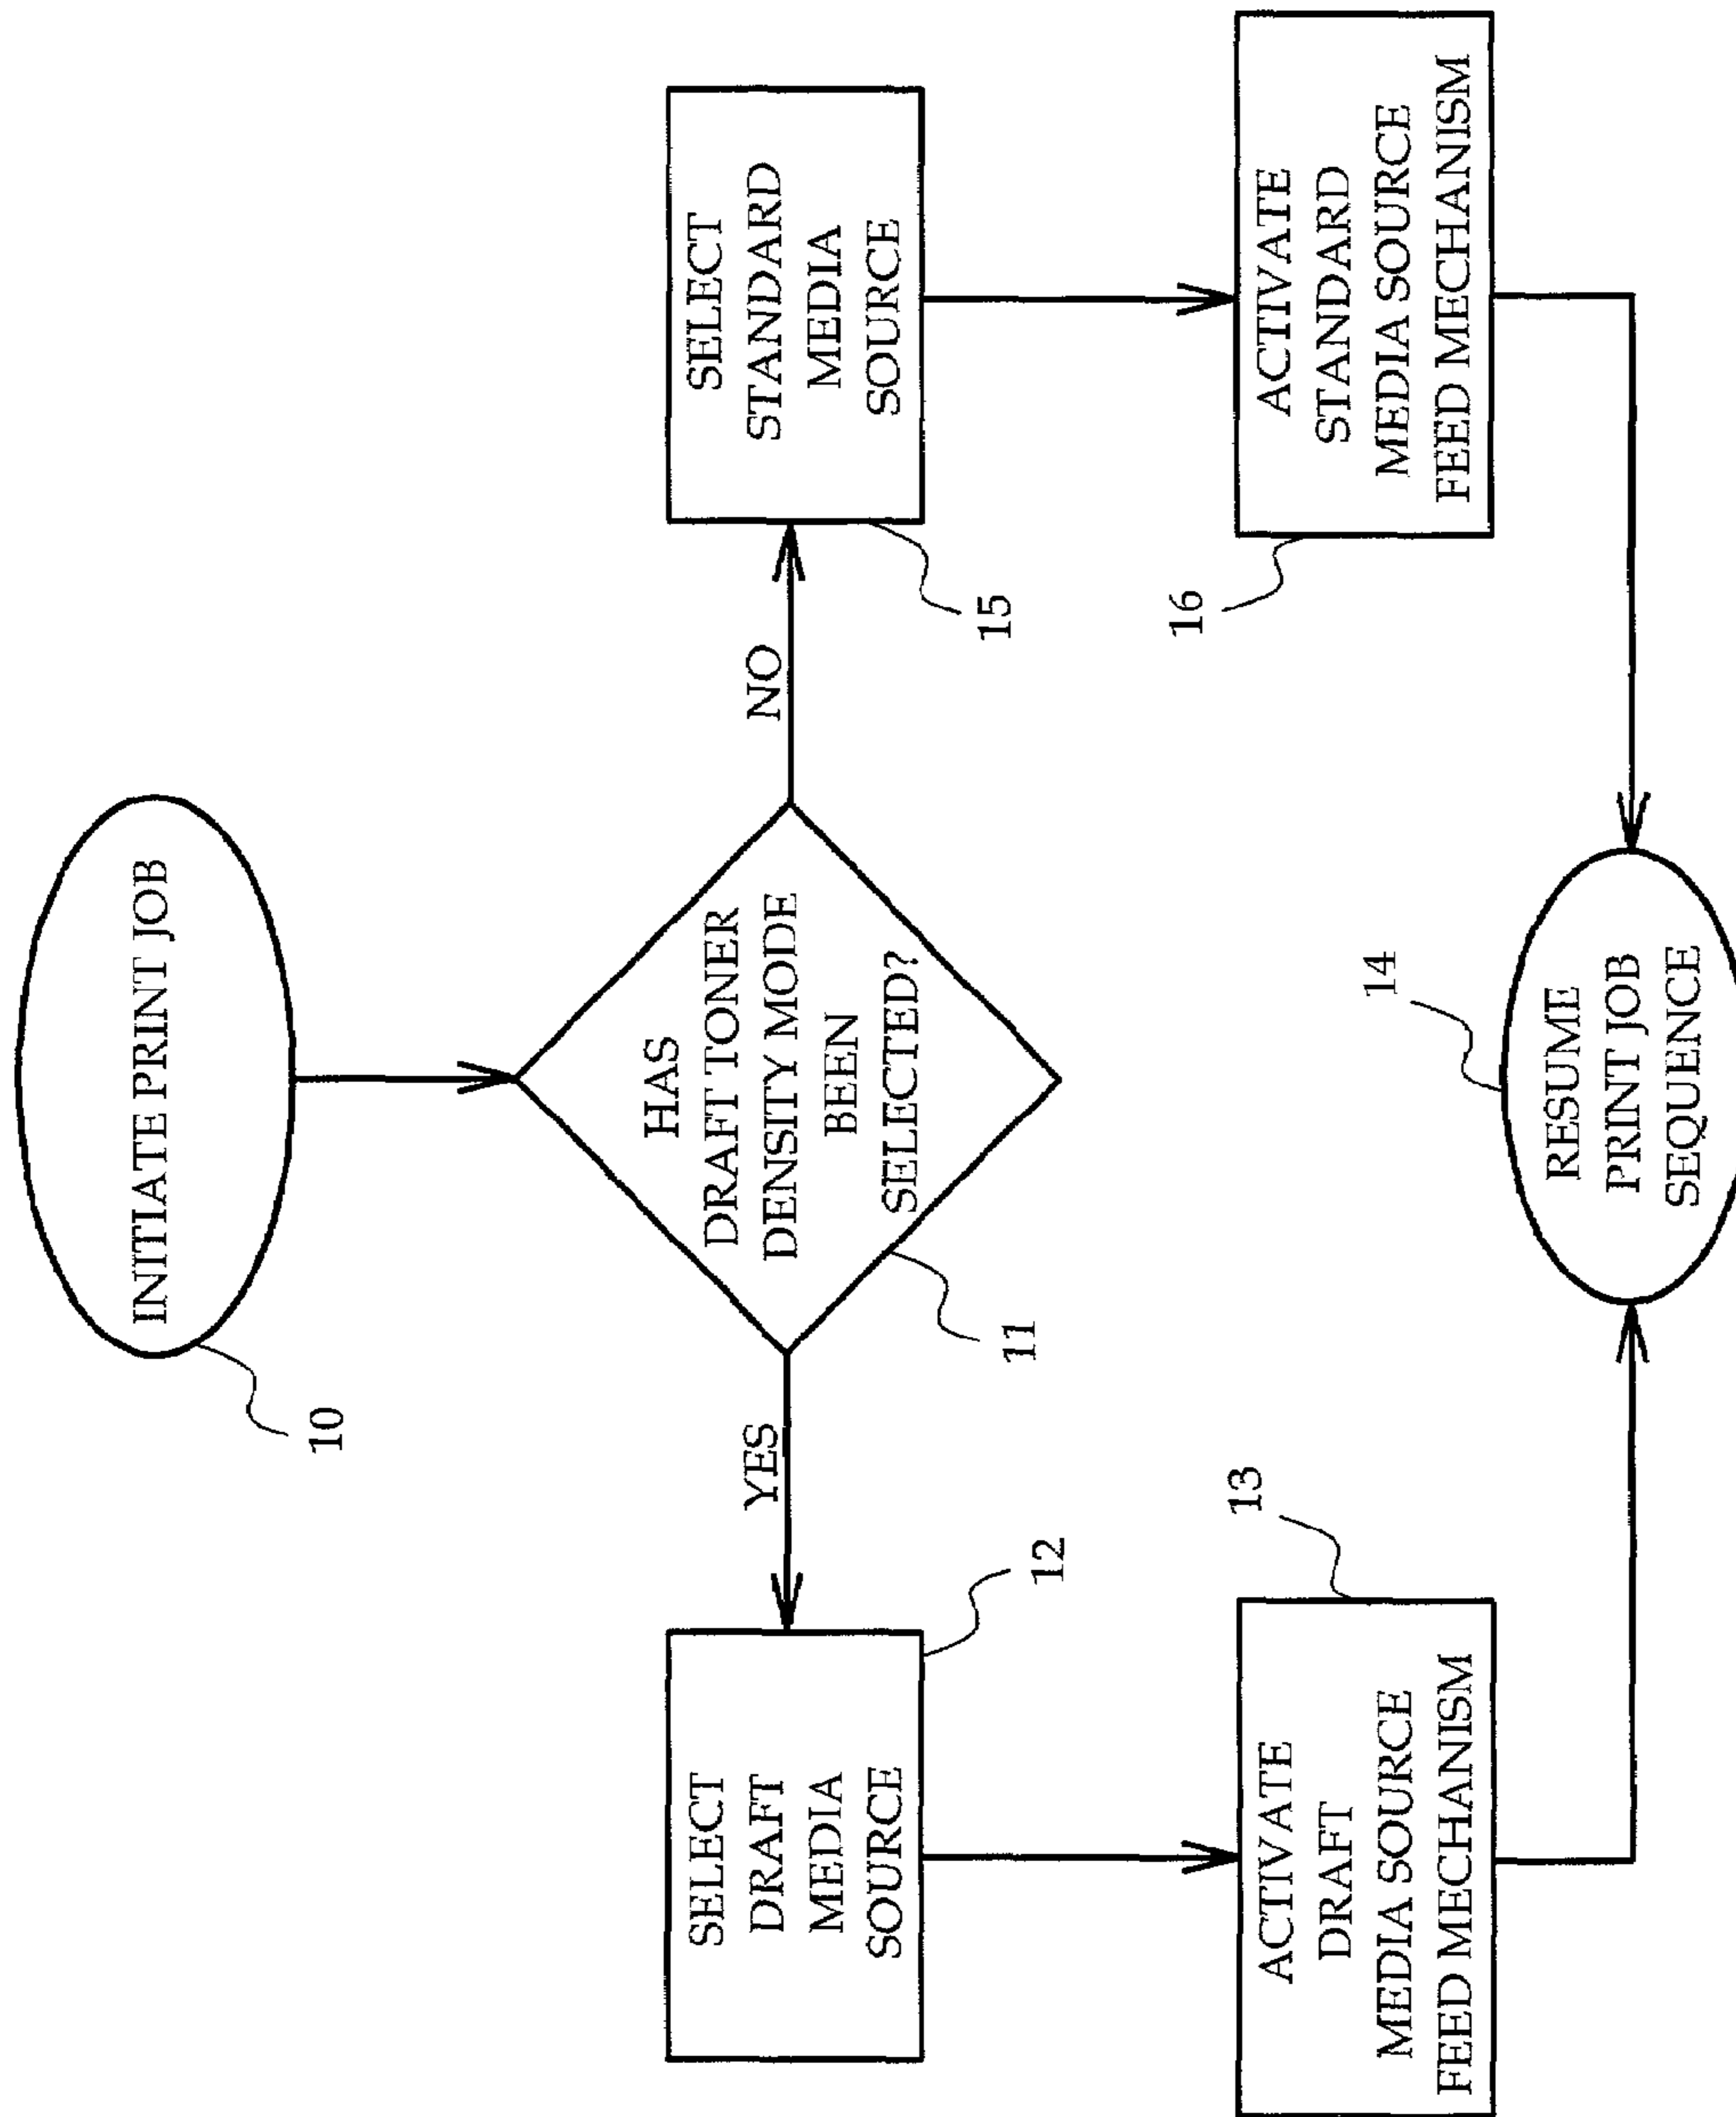 INITIATE PRINT JOB
10
HAS
DRAFT TONER
DENSITY MODE
BEEN
SELECTED?
11
YES
NO
SELECT
DRAFT
MEDIA
SOURCE
12
SELECT
STANDARD
MEDIA
SOURCE
15
ACTIVATE
DRAFT
MEDIA SOURCE
FEED MECHANISM
13
ACTIVATE
STANDARD
MEDIA SOURCE
FEED MECHANISM
16
14
RESUME
PRINT JOB
SEQUENCE